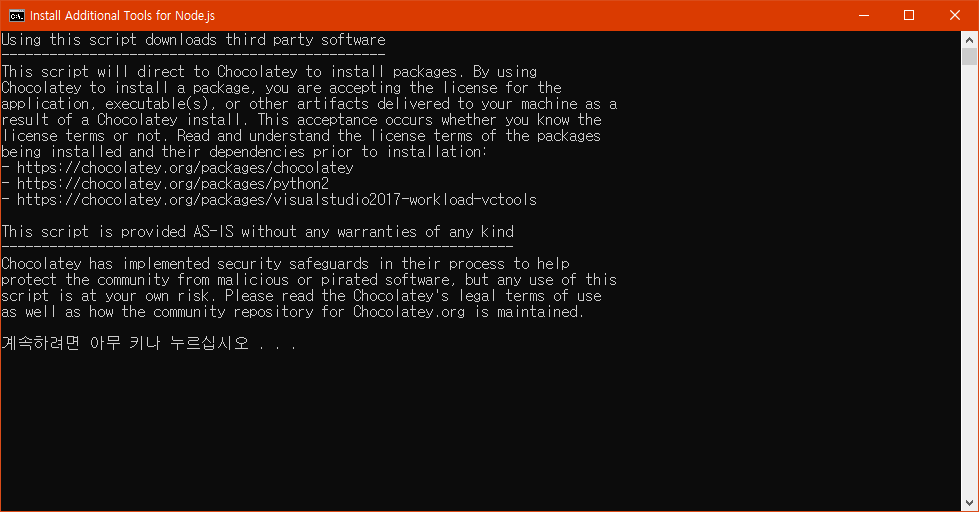 Install Additional Tools for Node.js
Using this script downloads third party software
------------------------------------------------
This script will direct to Chocolatey to install packages. By using
Chocolatey to install a package, you are accepting the license for the
application, executable(s), or other artifacts delivered to your machine as a
result of a Chocolatey install. This acceptance occurs whether you know the
license terms or not. Read and understand the license terms of the packages
being installed and their dependencies prior to installation:
- https://chocolatey.org/packages/chocolatey
- https://chocolatey.org/packages/python2
- https://chocolatey.org/packages/visualstudio2017-workload-vctools
This script is provided AS-IS without any warranties of any kind
----------------------------------------------------------------
Chocolatey has implemented security safeguards in their process to help
protect the community from malicious or pirated software, but any use of this
script is at your own risk. Please read the Chocolatey's legal terms of use
as well as how the community repository for Chocolatey.org is maintained.
계속하려면 아무 키나 누르십시오 . . .